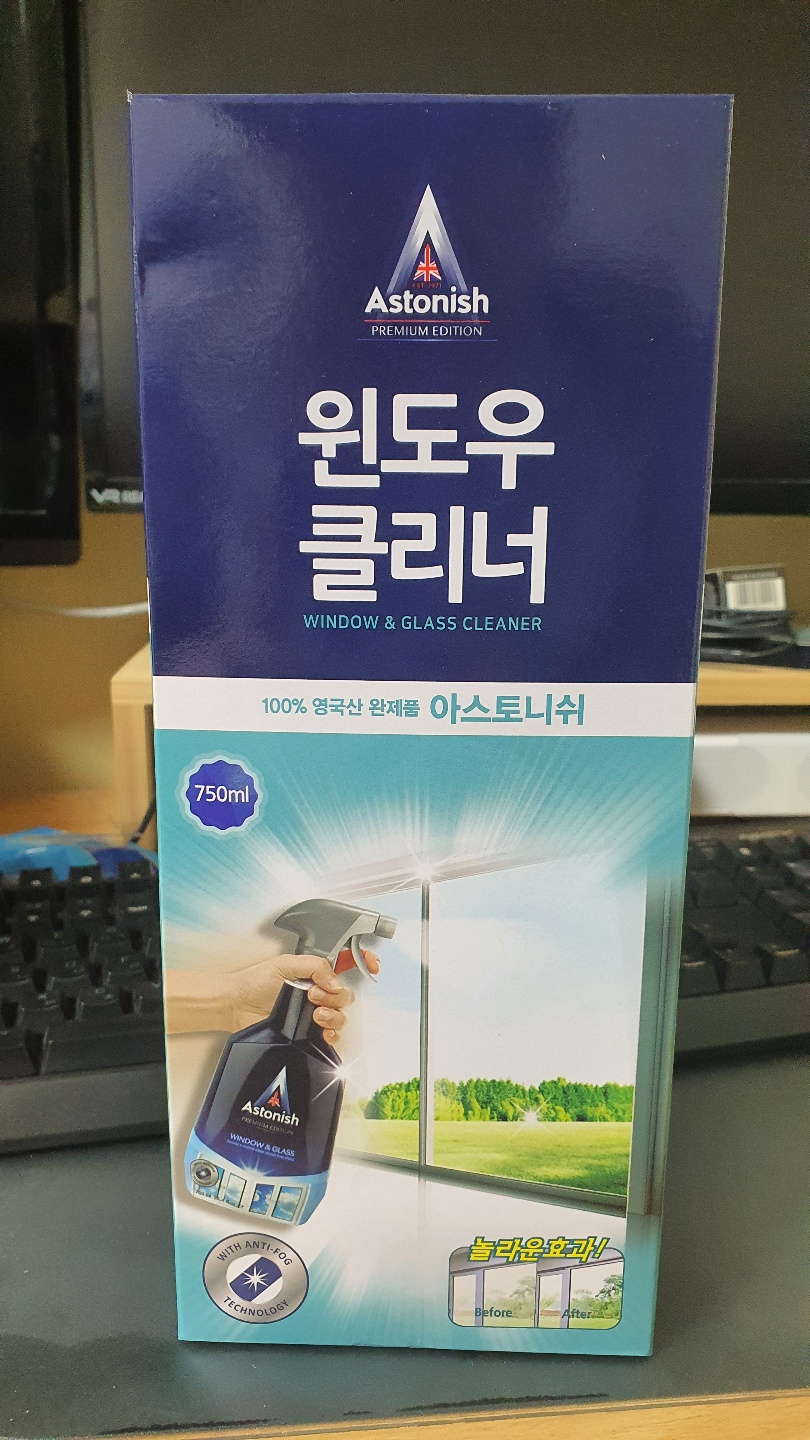 EST. 1971
Astonish
PREMIUM EDITION
윈도우
클리너
WINDOW & GLASS CLEANER
100% 영국산 완제품 아스토니쉬
750ml
Astonish
PREMIUM EDITION
WINDOW & GLASS
WITH ANTI-FOG
TECHNOLOGY
놀라운 효과!
Before
After